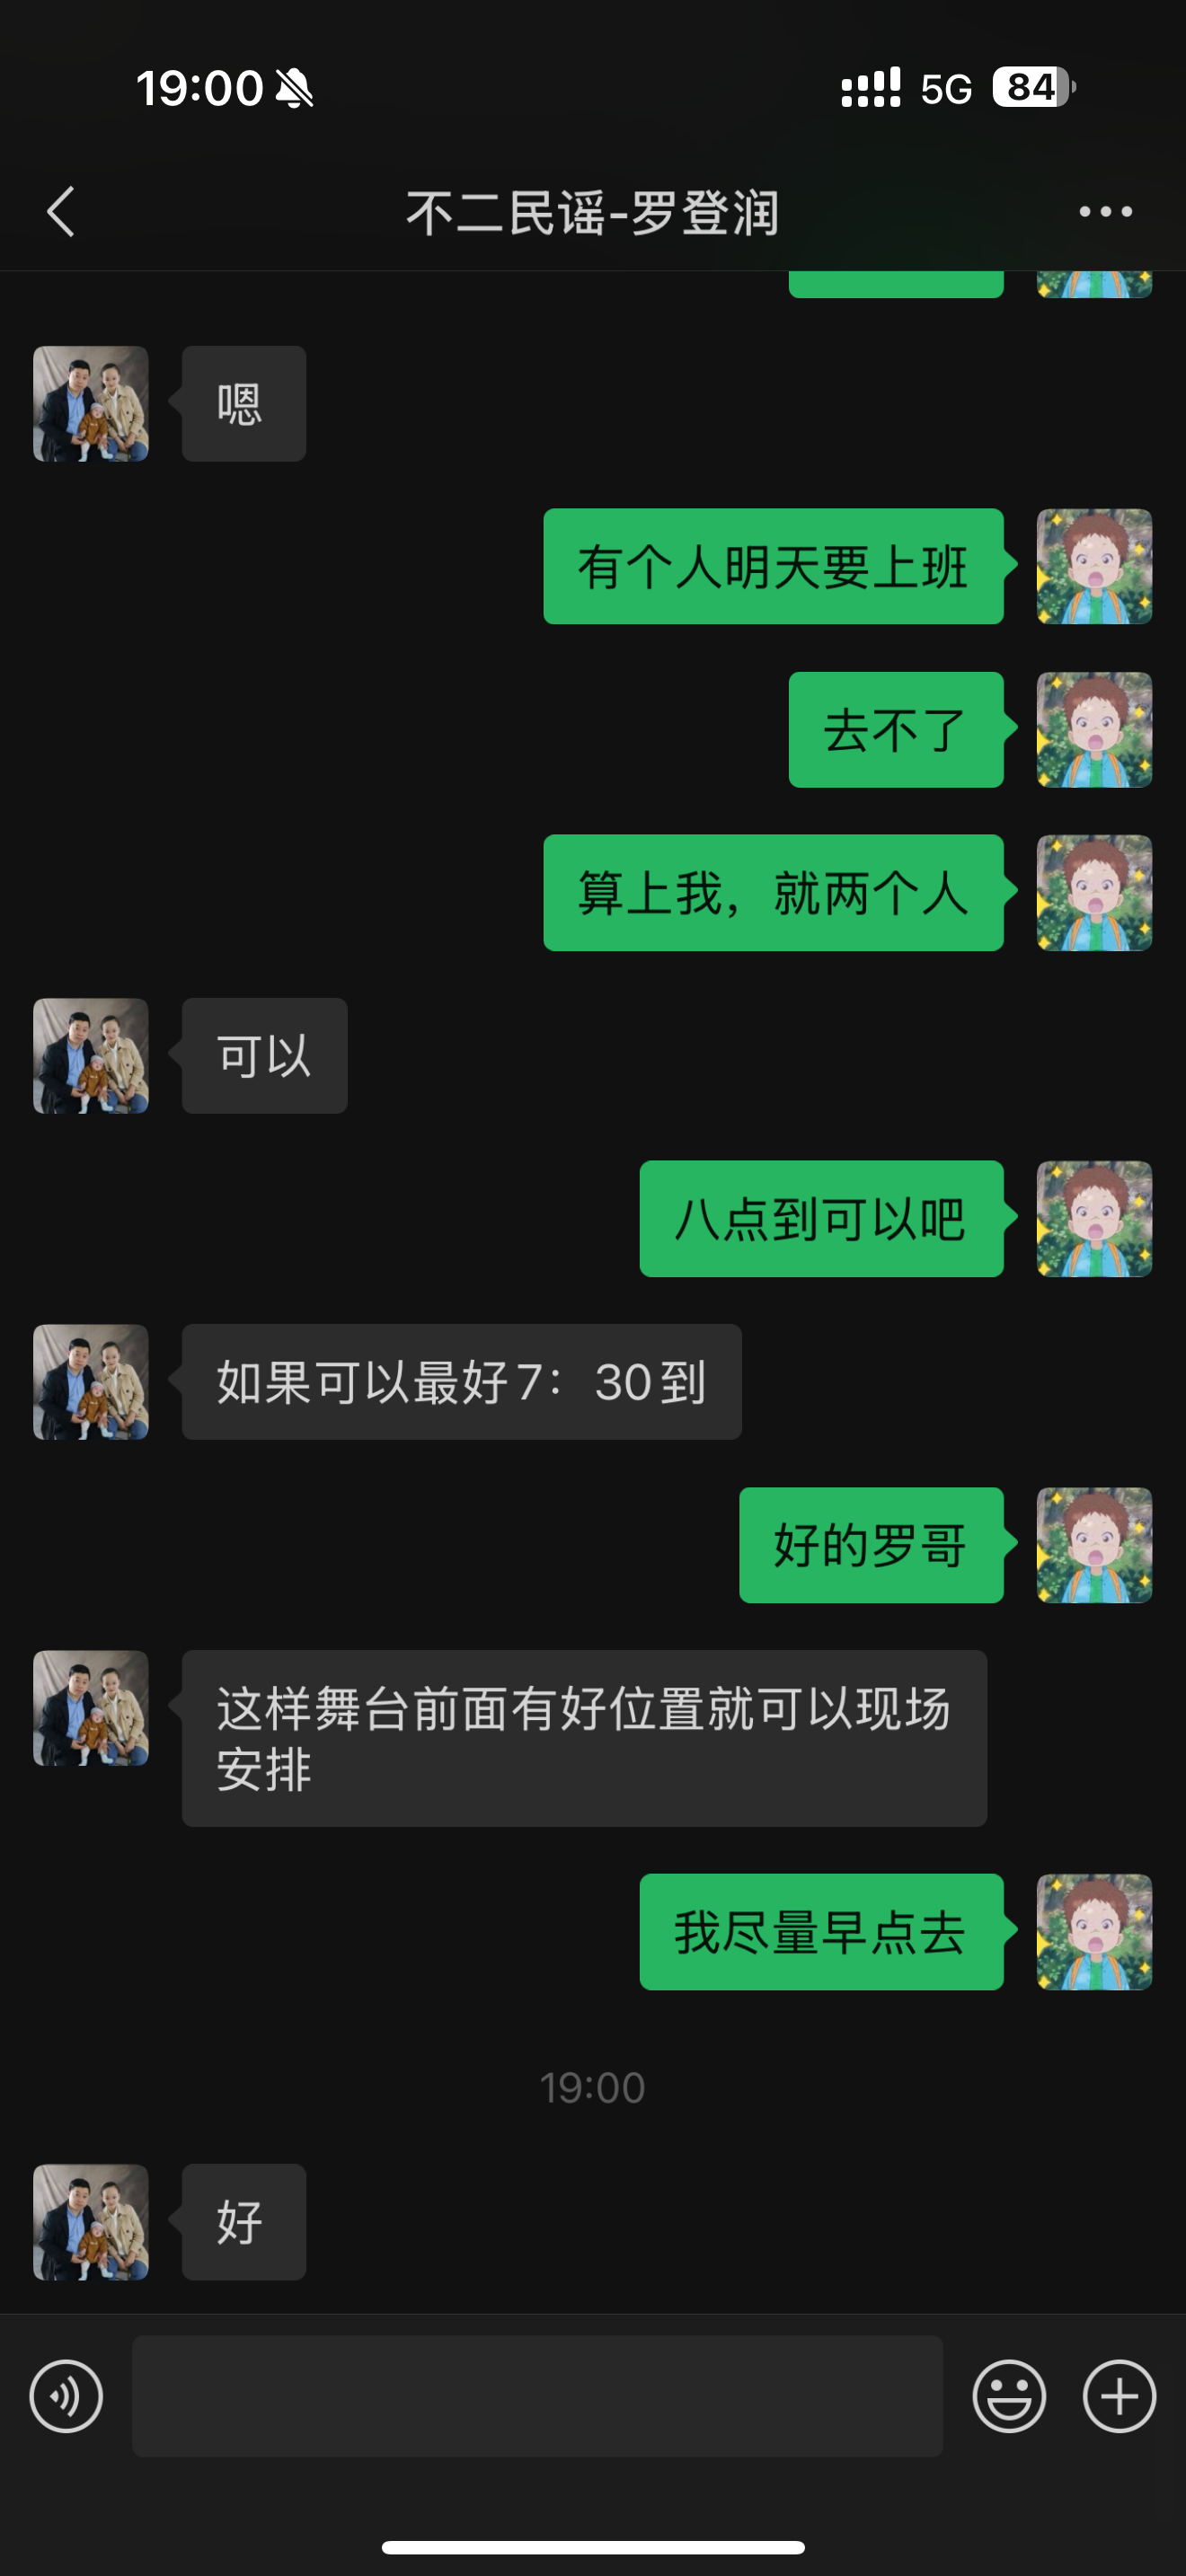 19:00
5G
84
不二民谣-罗登润
嗯
有个人明天要上班
去不了
算上我，就两个人
可以
八点到可以吧
如果可以最好7：30到
好的罗哥
这样舞台前面有好位置就可以现场
安排
我尽量早点去
19:00
好